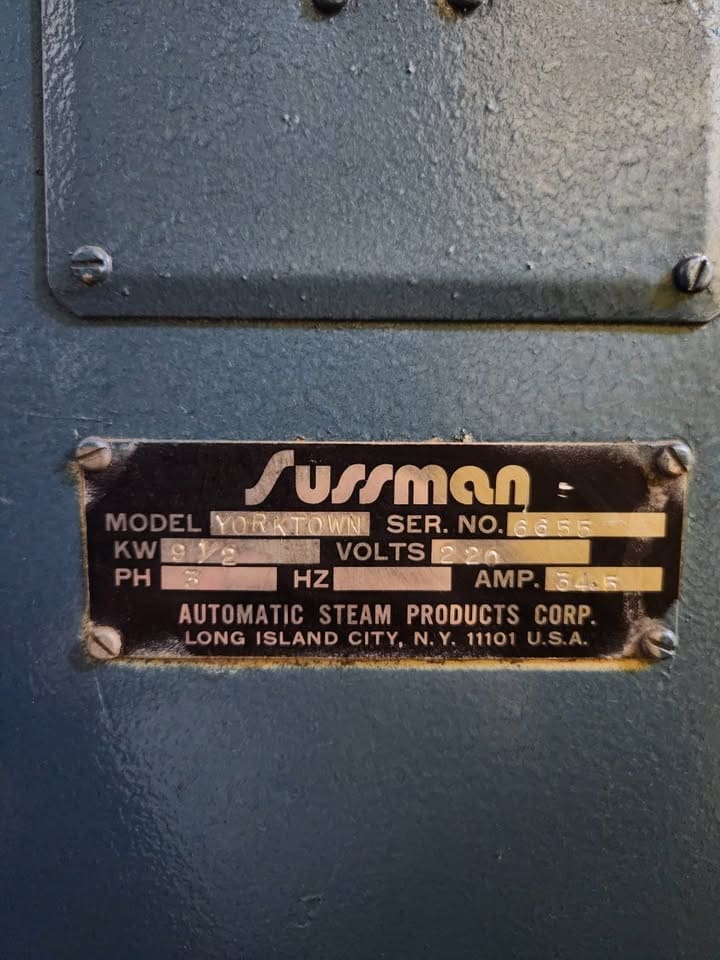 Sussman
MODEL YORKTOWN SER. NO. 6655
KW 9 1/2 VOLTS 220
PH 3 HZ AMP. 34.5
AUTOMATIC STEAM PRODUCTS CORP.
LONG ISLAND CITY, N.Y. 11101 U.S.A.